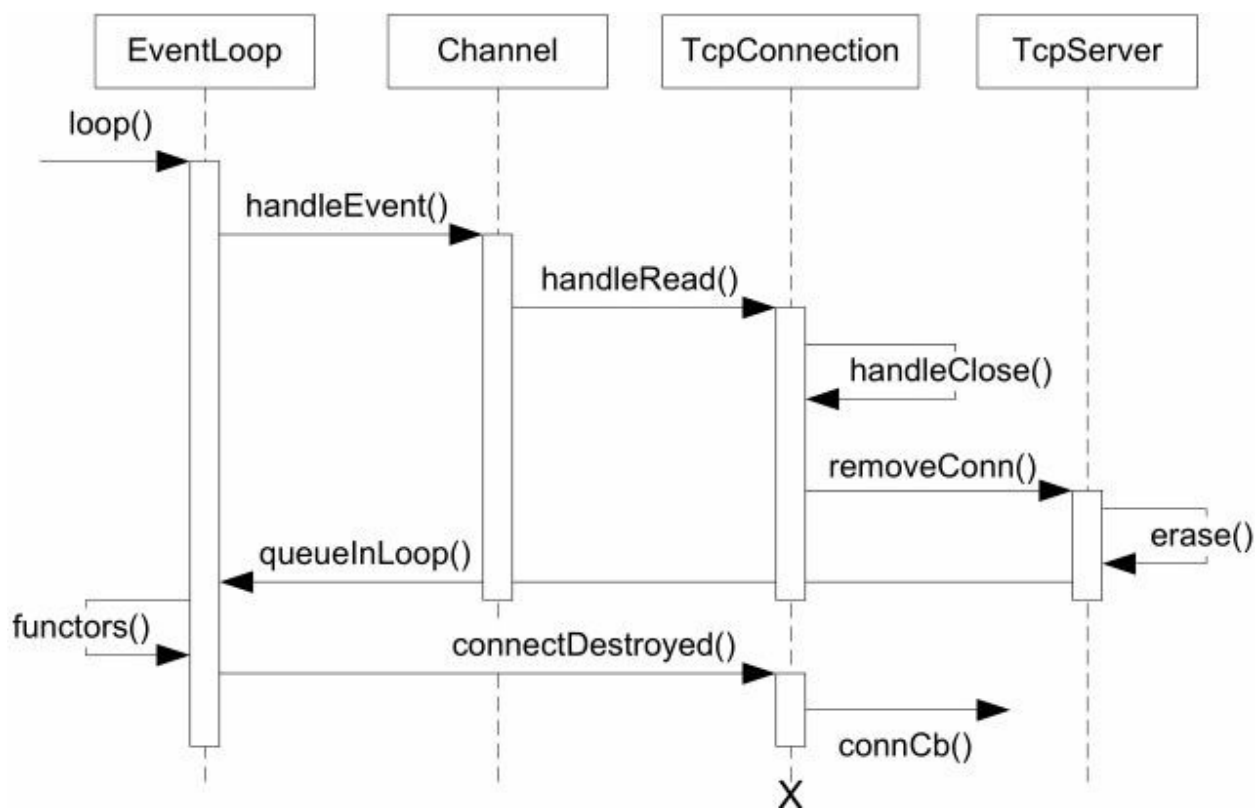 EventLoop
Channel
TcpConnection
TcpServer
loop()
handleEvent()
handleRead()
handleClose()
removeConn()
erase()
queueInLoop()
functors()
connectDestroyed()
connCb()
X